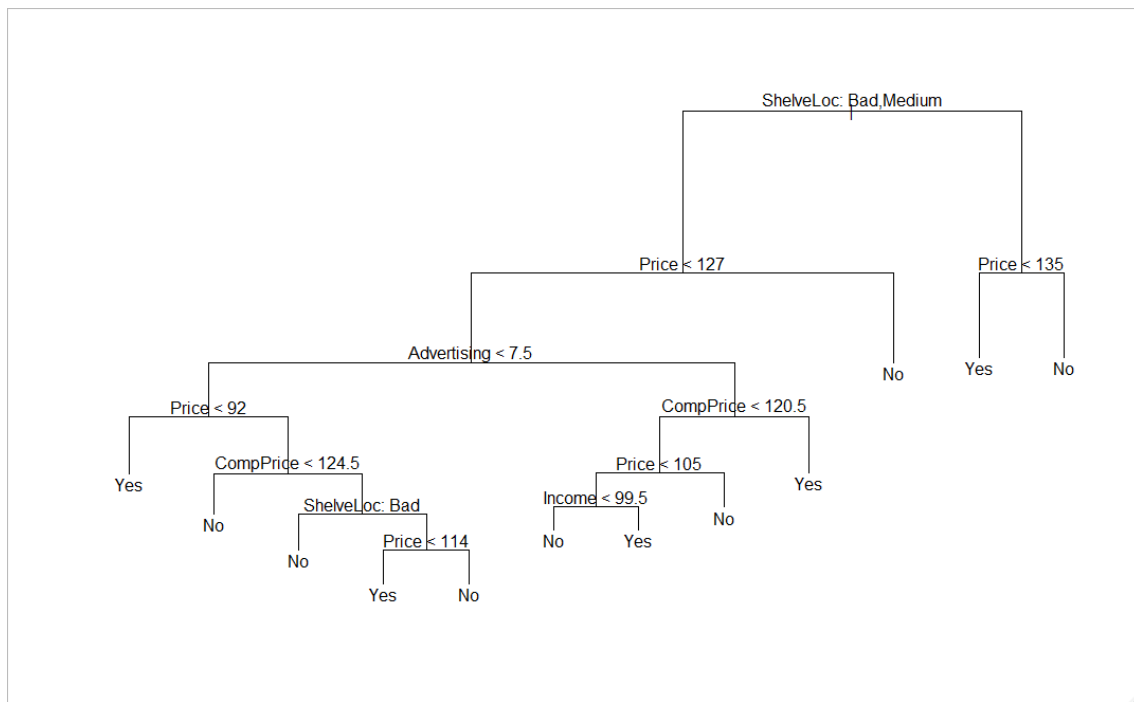 ShelveLoc: Bad,Medium
Price < 127
Price < 135
Advertising < 7.5
Yes
No
No
Price < 92
CompPrice < 120.5
CompPrice < 124.5
Price < 105
Yes
Yes
ShelveLoc: Bad
Income < 99.5
No
No
Price < 114
No
Yes
No
Yes
No